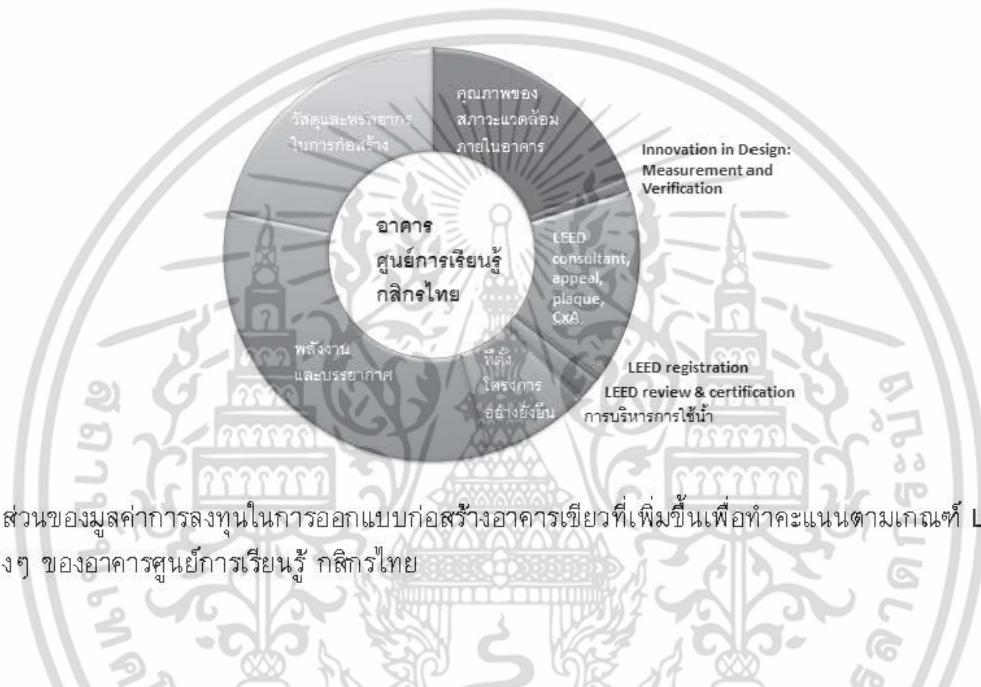 วัสดุและทรัพยากร
ในการก่อสร้าง
คุณภาพของ
สภาวะแวดล้อม
ภายในอาคาร
Innovation in Design:
Measurement and
Verification
อาคาร
ศูนย์การเรียนรู้
กสิกรไทย
LEED
consultant,
appeal,
plaque,
CxA.
พลังงาน
และบรรยากาศ
ที่ตั้ง
โครงการ
อย่างยั่งยืน
LEED registration
LEED review & certification
การบริหารการใช้น้ำ
ส่วนของมูลค่าการลงทุนในการออกแบบก่อสร้างอาคารเขียวที่เพิ่มขึ้นเพื่อทำคะแนนตามเกณฑ์ L
งๆ ของอาคารศูนย์การเรียนรู้ กสิกรไทย